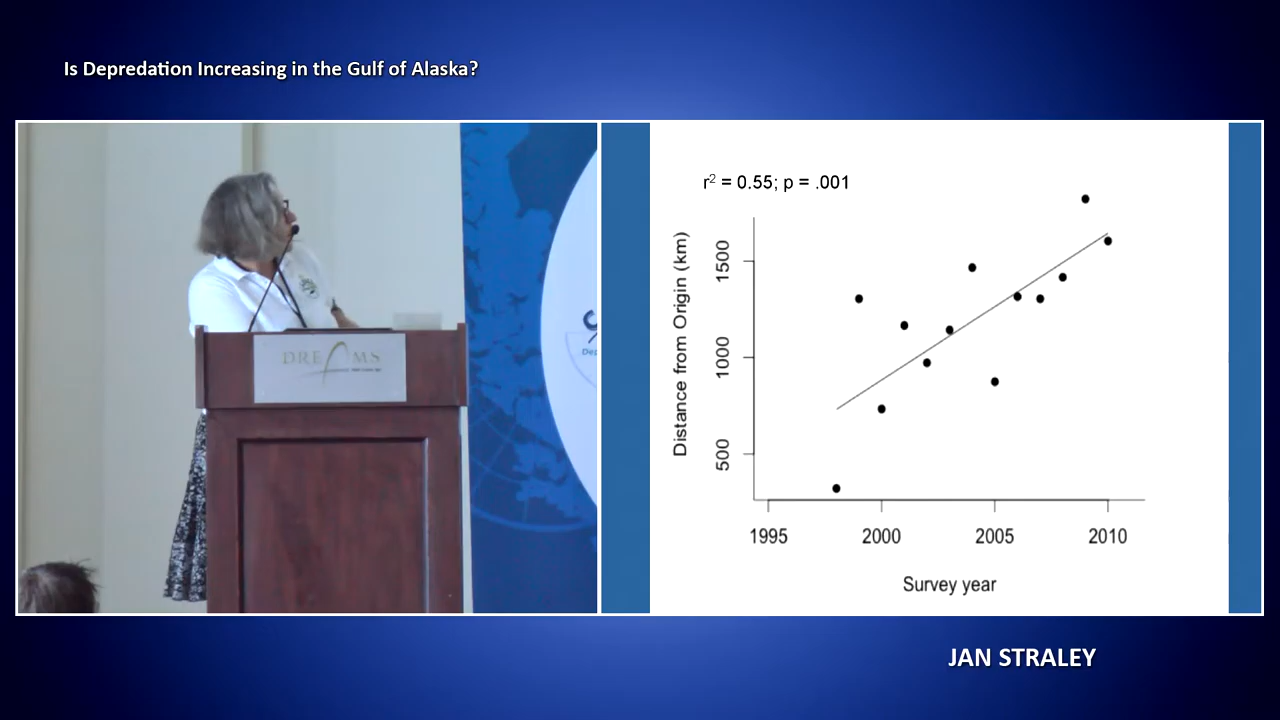 Is Depredation Increasing in the Gulf of Alaska?
DREAMS
Dep
r² = 0.55; p = .001
Distance from Origin (km)
1500
1000
500
1995 2000 2005 2010
Survey year
JAN STRALEY